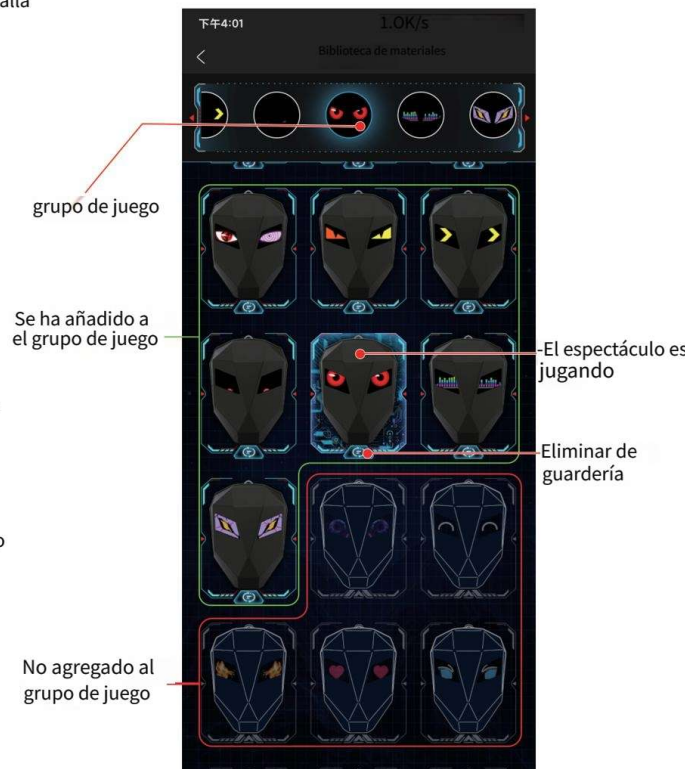 alla
下午4:01
1.0K/s
Biblioteca de materiales
grupo de juego
Se ha añadido a
el grupo de juego
-El espectáculo es
jugando
Eliminar de
guardería
o
No agregado al
grupo de juego